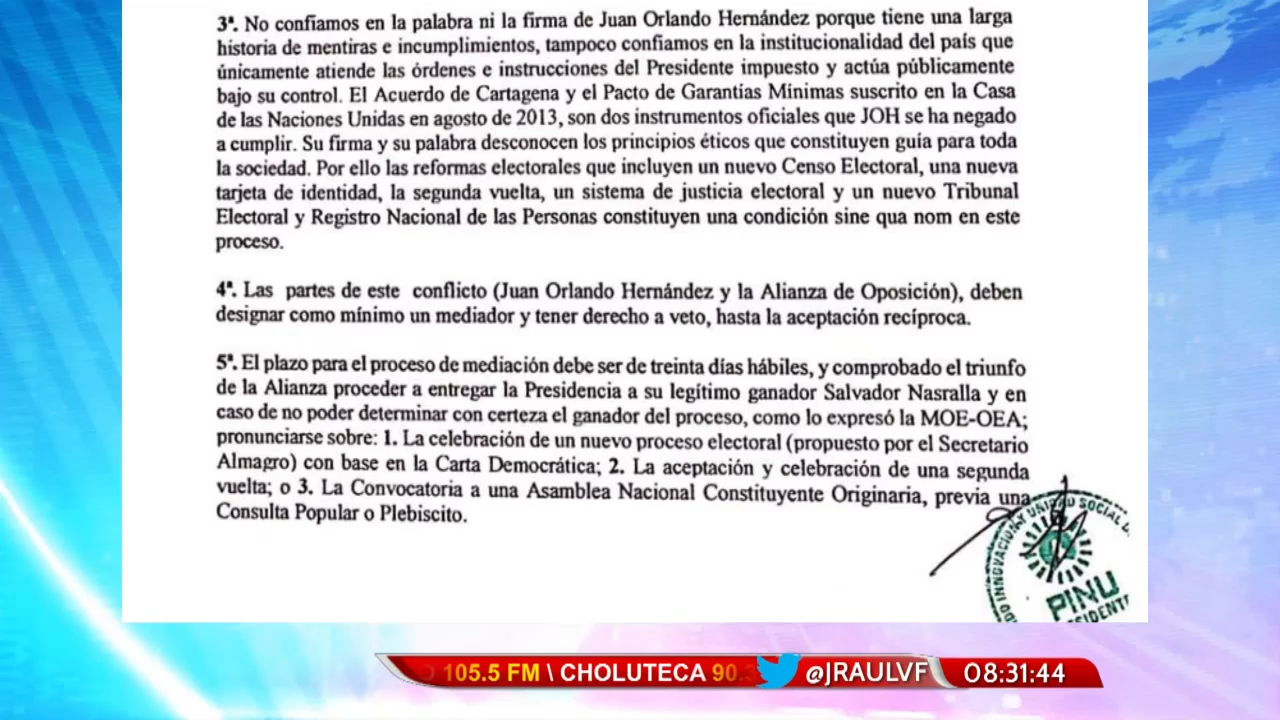 3ª. No confiamos en la palabra ni la firma de Juan Orlando Hernández porque tiene una larga
historia de mentiras e incumplimientos, tampoco confiamos en la institucionalidad del país que
únicamente atiende las órdenes e instrucciones del Presidente impuesto y actúa públicamente
bajo su control. El Acuerdo de Cartagena y el Pacto de Garantías Mínimas suscrito en la Casa
de las Naciones Unidas en agosto de 2013, son dos instrumentos oficiales que JOH se ha negado
a cumplir. Su firma y su palabra desconocen los principios éticos que constituyen guía para toda
la sociedad. Por ello las reformas electorales que incluyen un nuevo Censo Electoral, una nueva
tarjeta de identidad, la segunda vuelta, un sistema de justicia electoral y un nuevo Tribunal
Electoral y Registro Nacional de las Personas constituyen una condición sine qua nom en este
proceso.
4ª. Las partes de este conflicto (Juan Orlando Hernández y la Alianza de Oposición), deben
designar como mínimo un mediador y tener derecho a veto, hasta la aceptación recíproca.
5ª. El plazo para el proceso de mediación debe ser de treinta días hábiles, y comprobado el triunfo
de la Alianza proceder a entregar la Presidencia a su legítimo ganador Salvador Nasralla y en
caso de no poder determinar con certeza el ganador del proceso, como lo expresó la MOE-OEA;
pronunciarse sobre: 1. La celebración de un nuevo proceso electoral (propuesto por el Secretario
Almagro) con base en la Carta Democrática; 2. La aceptación y celebración de una segunda
vuelta; o 3. La Convocatoria a una Asamblea Nacional Constituyente Originaria, previa una
Consulta Popular o Plebiscito.
INNOVACION Y UNIDAD SOCIAL
PINU
O 105.5 FM \ CHOLUTECA 90.3 @JRAULVF 08:31:44